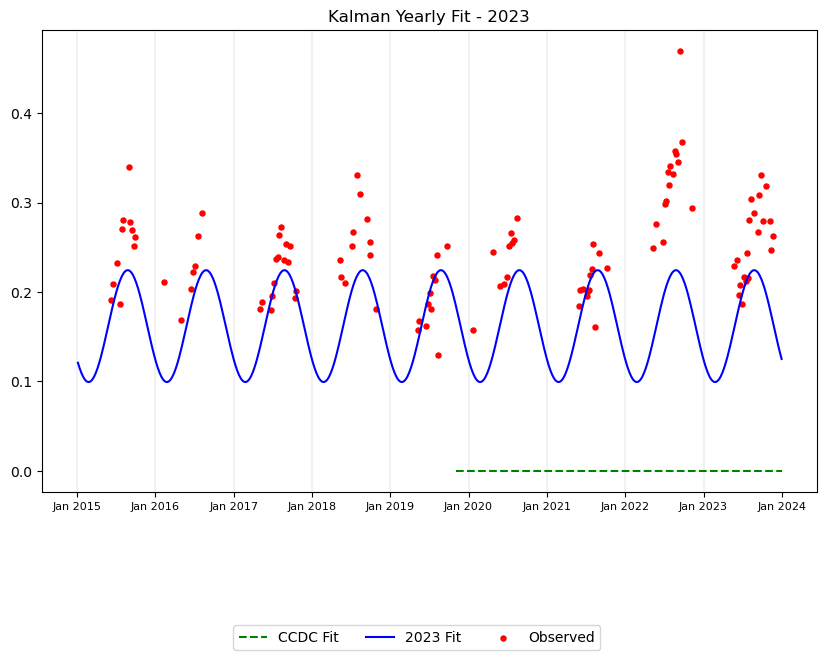 Kalman Yearly Fit - 2023
0.4
0.3
0.2
0.1
0.0
Jan 2015 Jan 2016 Jan 2017 Jan 2018 Jan 2019 Jan 2020 Jan 2021 Jan 2022 Jan 2023 Jan 2024
CCDC Fit 2023 Fit Observed